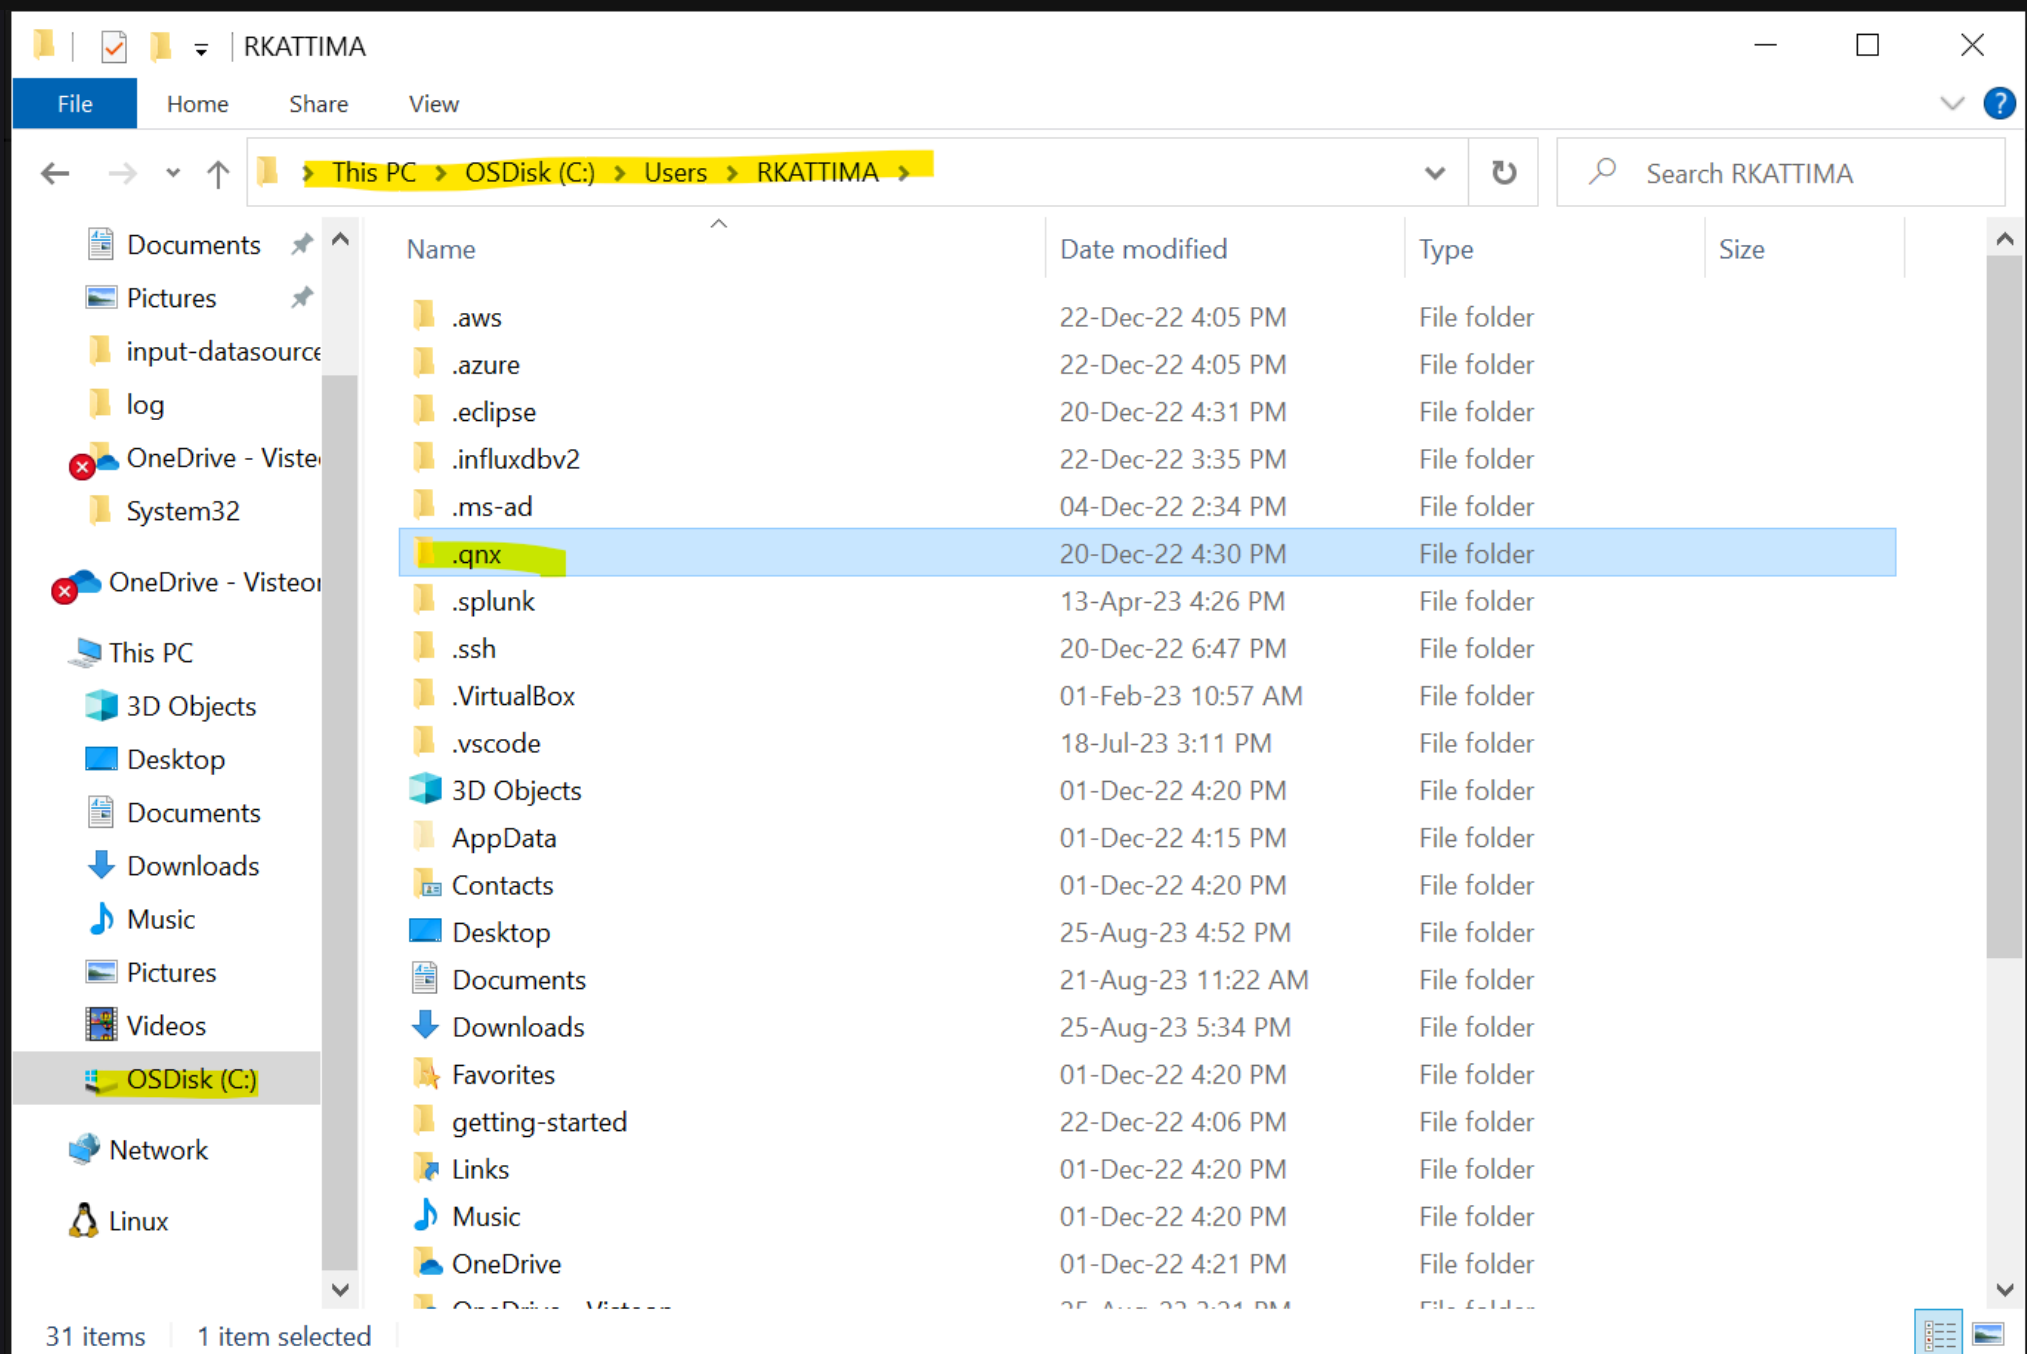 RKATTIMA
File Home Share View
This PC OSDisk (C:) Users RKATTIMA
Search RKATTIMA
Documents
Pictures
input-datasource
log
OneDrive - Viste
System32
OneDrive - Visteon
This PC
3D Objects
Desktop
Documents
Downloads
Music
Pictures
Videos
OSDisk (C:)
Network
Linux
Name Date modified Type Size
.aws 22-Dec-22 4:05 PM File folder
.azure 22-Dec-22 4:05 PM File folder
.eclipse 20-Dec-22 4:31 PM File folder
.influxdbv2 22-Dec-22 3:35 PM File folder
.ms-ad 04-Dec-22 2:34 PM File folder
.qnx 20-Dec-22 4:30 PM File folder
.splunk 13-Apr-23 4:26 PM File folder
.ssh 20-Dec-22 6:47 PM File folder
.VirtualBox 01-Feb-23 10:57 AM File folder
.vscode 18-Jul-23 3:11 PM File folder
3D Objects 01-Dec-22 4:20 PM File folder
AppData 01-Dec-22 4:15 PM File folder
Contacts 01-Dec-22 4:20 PM File folder
Desktop 25-Aug-23 4:52 PM File folder
Documents 21-Aug-23 11:22 AM File folder
Downloads 25-Aug-23 5:34 PM File folder
Favorites 01-Dec-22 4:20 PM File folder
getting-started 22-Dec-22 4:06 PM File folder
Links 01-Dec-22 4:20 PM File folder
Music 01-Dec-22 4:20 PM File folder
OneDrive 01-Dec-22 4:21 PM File folder
OneDrive - Visteon 25-Aug-23 3:21 PM File folder
31 items 1 item selected